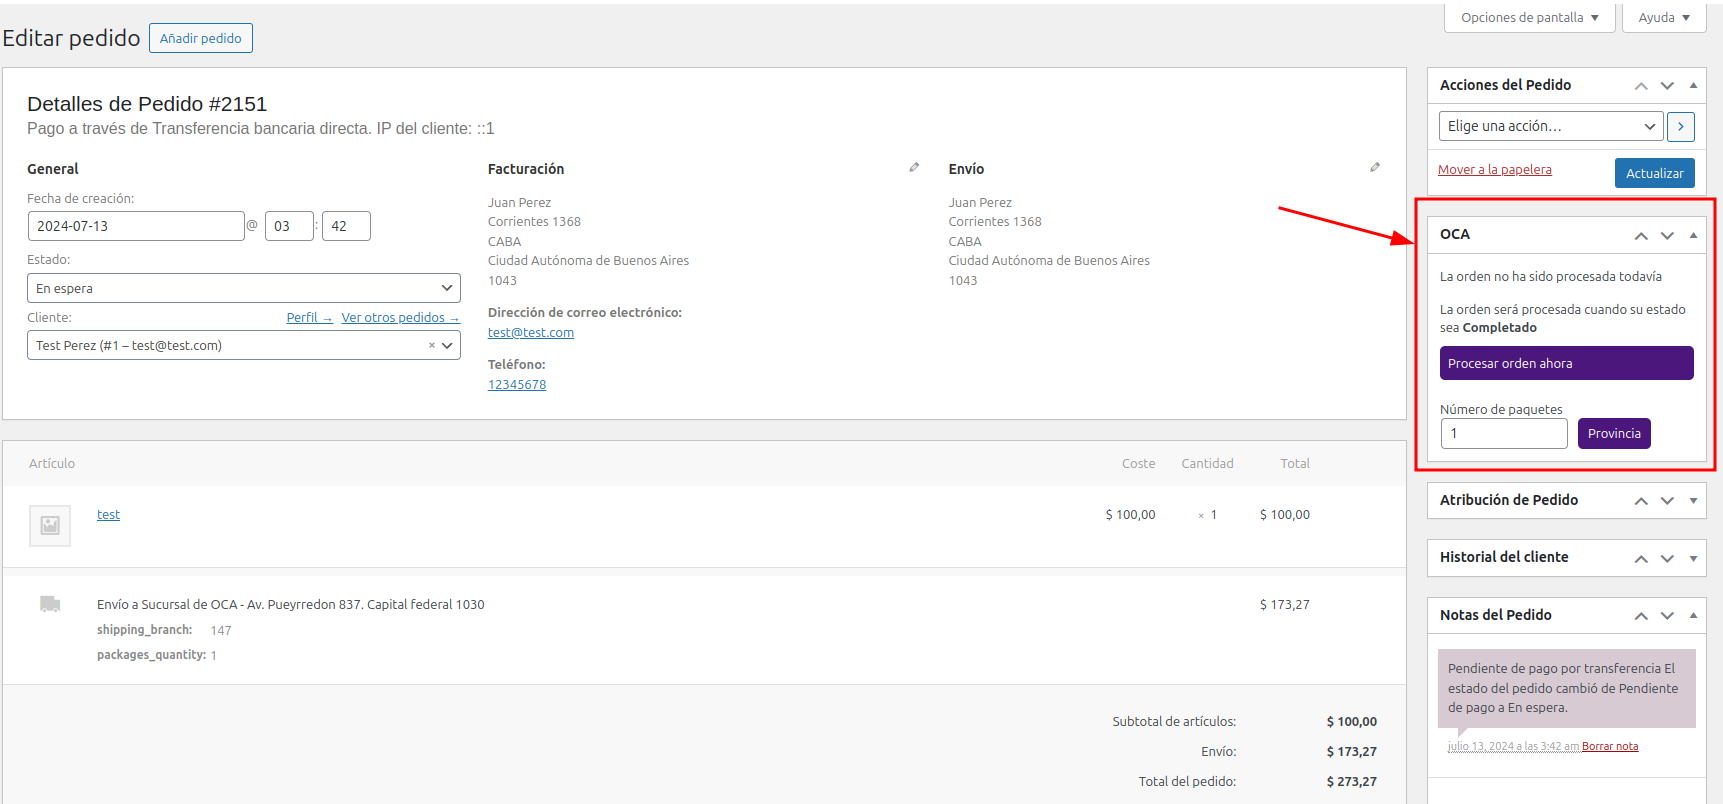 Opciones de pantalla ▼
Ayuda ▼
Editar pedido
Añadir pedido
Detalles de Pedido #2151
Pago a través de Transferencia bancaria directa. IP del cliente: ::1
General
Fecha de creación:
2024-07-13 @ 03 : 42
Estado:
En espera
Cliente:
Perfil →
Ver otros pedidos →
Test Perez (#1 – test@test.com)
×
Facturación
Juan Perez
Corrientes 1368
CABA
Ciudad Autónoma de Buenos Aires
1043
Dirección de correo electrónico:
test@test.com
Teléfono:
12345678
Envío
Juan Perez
Corrientes 1368
CABA
Ciudad Autónoma de Buenos Aires
1043
Artículo
Coste
Cantidad
Total
test
$ 100,00
× 1
$ 100,00
Envío a Sucursal de OCA - Av. Pueyrredon 837. Capital federal 1030
$ 173,27
shipping_branch: 147
packages_quantity: 1
Subtotal de artículos: $ 100,00
Envío: $ 173,27
Total del pedido: $ 273,27
Acciones del Pedido
Elige una acción…
Mover a la papelera
Actualizar
OCA
La orden no ha sido procesada todavía
La orden será procesada cuando su estado
sea Completado
Procesar orden ahora
Número de paquetes
1
Provincia
Atribución de Pedido
Historial del cliente
Notas del Pedido
Pendiente de pago por transferencia El
estado del pedido cambió de Pendiente
de pago a En espera.
julio 13, 2024 a las 3:42 am Borrar nota